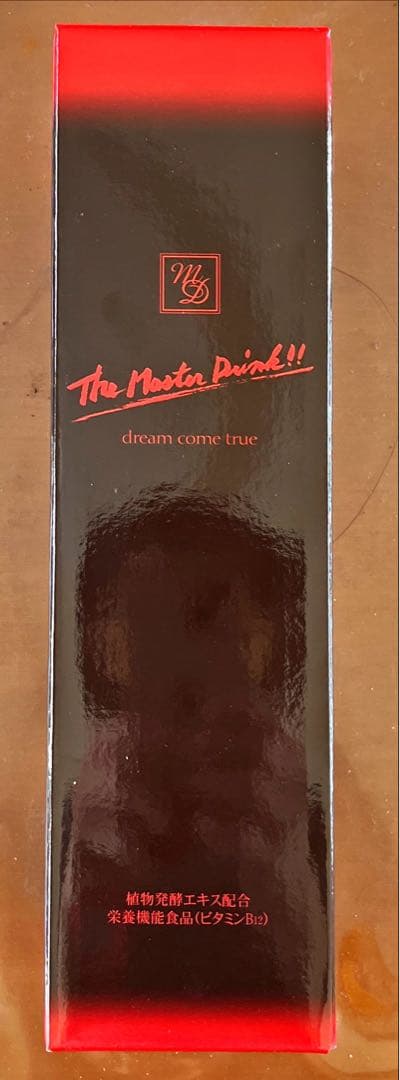 MD
The Master Drink!!
dream come true
植物発酵エキス配合
栄養機能食品(ビタミンB12)